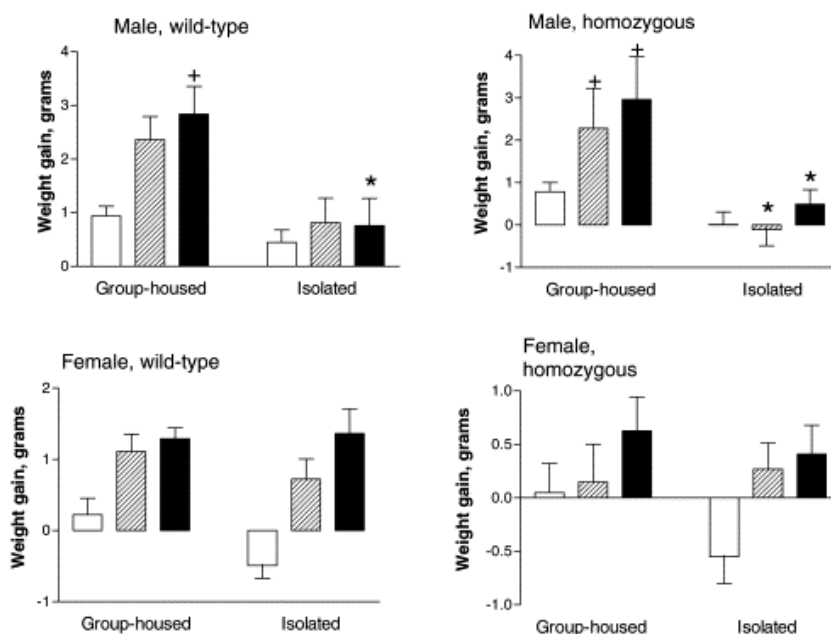 Male, wild-type
Weight gain, grams
4
3
2
1
0
+
*
Group-housed
Isolated
Male, homozygous
Weight gain, grams
4
3
2
1
0
-1
+
+
*
*
Group-housed
Isolated
Female, wild-type
Weight gain, grams
2
1
0
-1
Group-housed
Isolated
Female,
homozygous
Weight gain, grams
1.0
0.5
0.0
-0.5
-1.0
Group-housed
Isolated